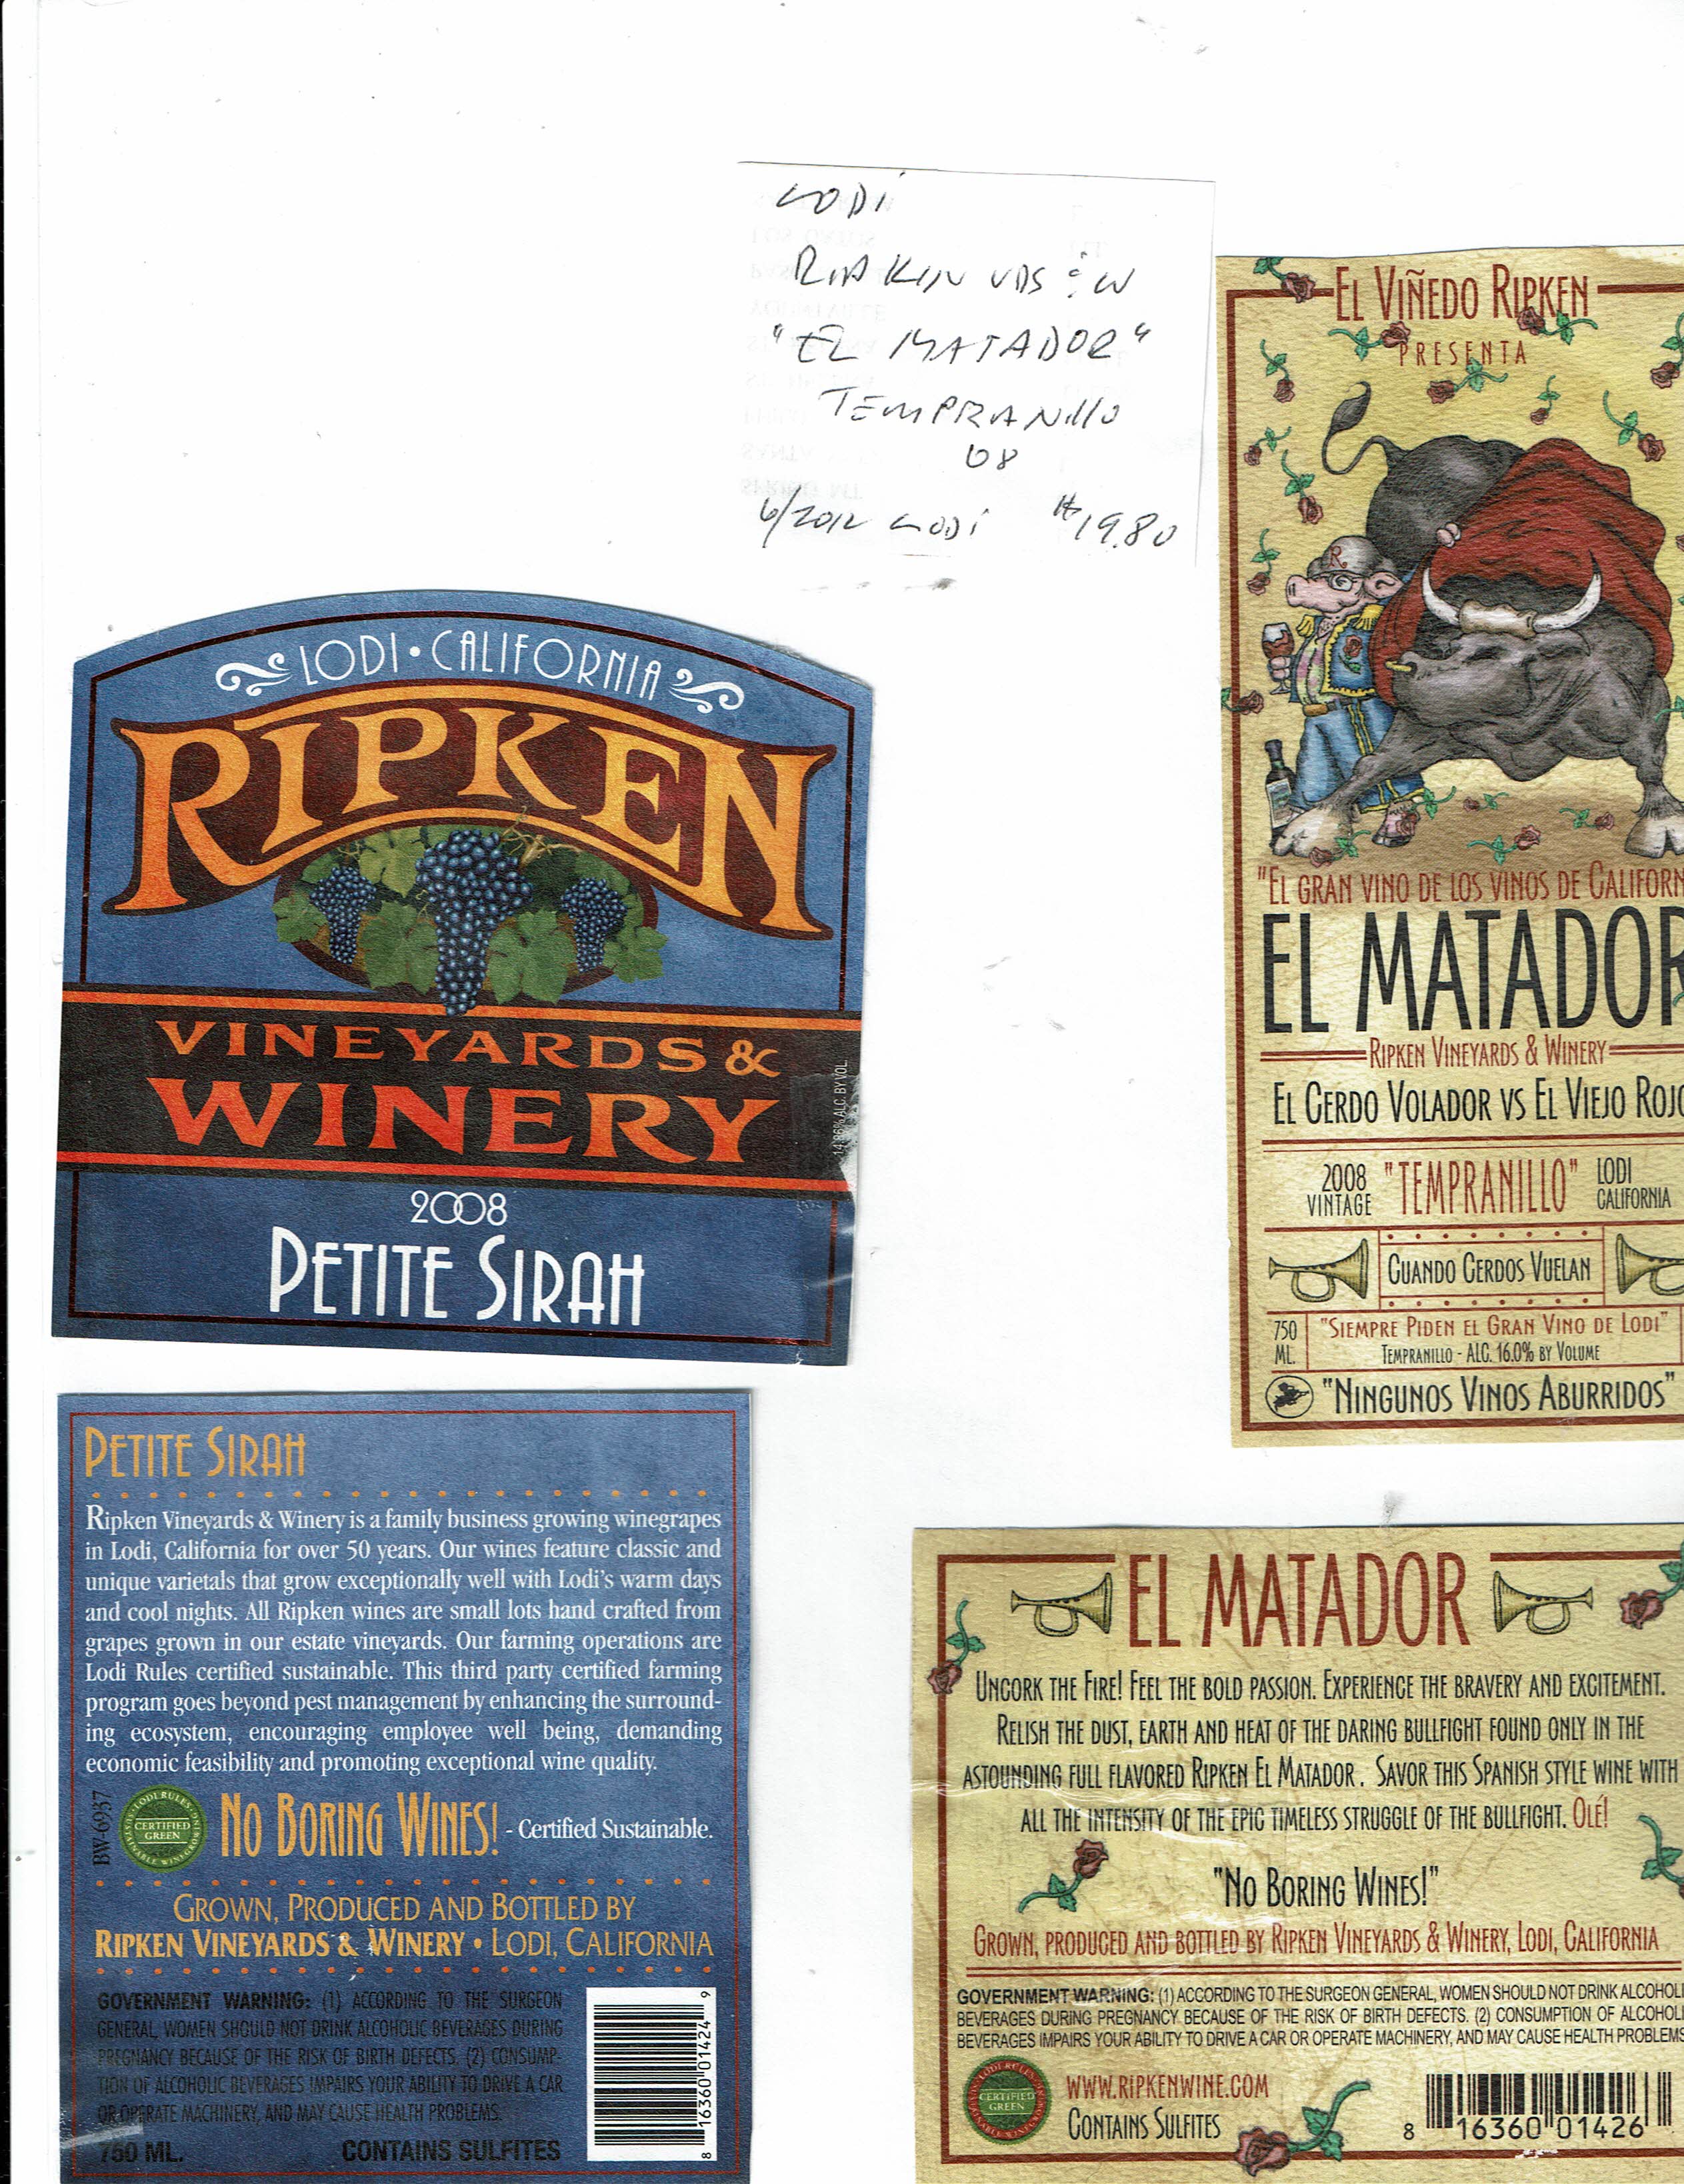 LODI
RIPKIN VDS & W
"EL MATADOR"
TEMPRANILLO
08
6/2012 LODI $19.80
LODI • CALIFORNIA
RIPKEN
VINEYARDS &
WINERY
14.86% ALC. BY VOL.
2008
PETITE SIRAH
PETITE SIRAH
Ripken Vineyards & Winery is a family business growing winegrapes
in Lodi, California for over 50 years. Our wines feature classic and
unique varietals that grow exceptionally well with Lodi's warm days
and cool nights. All Ripken wines are small lots hand crafted from
grapes grown in our estate vineyards. Our farming operations are
Lodi Rules certified sustainable. This third party certified farming
program goes beyond pest management by enhancing the surround-
ing ecosystem, encouraging employee well being, demanding
economic feasibility and promoting exceptional wine quality.
BW-6937
LODI RULES
CERTIFIED
GREEN
NO BORING WINES! - Certified Sustainable.
GROWN, PRODUCED AND BOTTLED BY
RIPKEN VINEYARDS & WINERY • LODI, CALIFORNIA
GOVERNMENT WARNING: (1) ACCORDING TO THE SURGEON
GENERAL, WOMEN SHOULD NOT DRINK ALCOHOLIC BEVERAGES DURING
PREGNANCY BECAUSE OF THE RISK OF BIRTH DEFECTS. (2) CONSUMP-
TION OF ALCOHOLIC BEVERAGES IMPAIRS YOUR ABILITY TO DRIVE A CAR
OR OPERATE MACHINERY, AND MAY CAUSE HEALTH PROBLEMS.
750 ML. CONTAINS SULFITES
8 16360 01424 9
EL VIÑEDO RIPKEN
PRESENTA
R
"EL GRAN VINO DE LOS VINOS DE CALIFORN
EL MATADOR
RIPKEN VINEYARDS & WINERY
EL CERDO VOLADOR VS EL VIEJO ROJO
2008 VINTAGE "TEMPRANILLO" LODI CALIFORNIA
CUANDO CERDOS VUELAN
750 ML. "SIEMPRE PIDEN EL GRAN VINO DE LODI"
TEMPRANILLO - ALC. 16.0% BY VOLUME
"NINGUNOS VINOS ABURRIDOS"
EL MATADOR
UNCORK THE FIRE! FEEL THE BOLD PASSION. EXPERIENCE THE BRAVERY AND EXCITEMENT.
RELISH THE DUST, EARTH AND HEAT OF THE DARING BULLFIGHT FOUND ONLY IN THE
ASTOUNDING FULL FLAVORED RIPKEN EL MATADOR. SAVOR THIS SPANISH STYLE WINE WITH
ALL THE INTENSITY OF THE EPIC TIMELESS STRUGGLE OF THE BULLFIGHT. OLÉ!
"NO BORING WINES!"
GROWN, PRODUCED AND BOTTLED BY RIPKEN VINEYARDS & WINERY, LODI, CALIFORNIA
GOVERNMENT WARNING: (1) ACCORDING TO THE SURGEON GENERAL, WOMEN SHOULD NOT DRINK ALCOHOLI
BEVERAGES DURING PREGNANCY BECAUSE OF THE RISK OF BIRTH DEFECTS. (2) CONSUMPTION OF ALCOHOLI
BEVERAGES IMPAIRS YOUR ABILITY TO DRIVE A CAR OR OPERATE MACHINERY, AND MAY CAUSE HEALTH PROBLEMS
LODI RULES
CERTIFIED
GREEN
WWW.RIPKENWINE.COM
CONTAINS SULFITES
8 16360 01426